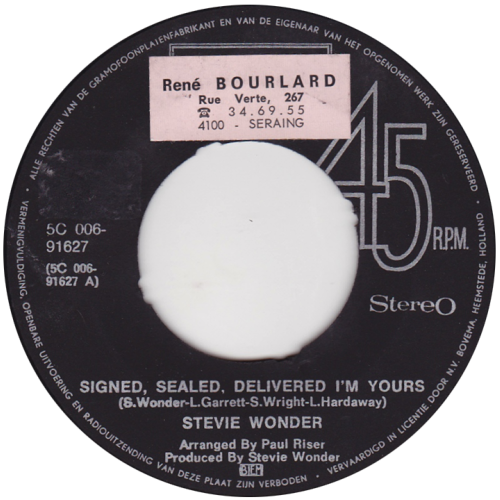 ALLE RECHTEN VAN DE GRAMOFOONPLATENFABRIKANT EN VAN DE EIGENAAR VAN HET OPGENOMEN WERK ZIJN GERESERVEERD
René BOURLARD
Rue Verte, 267
☎ 34.69.55
4100 - SERAING
45
R.P.M.
5C 006-
91627
(5C 006-
91627 A)
Stereo
SIGNED, SEALED, DELIVERED I'M YOURS
(S.Wonder-L.Garrett-S.Wright-L.Hardaway)
STEVIE WONDER
Arranged By Paul Riser
Produced By Stevie Wonder
BIEM
VERMENIGVULDIGING, OPENBARE UITVOERING EN RADIOUITZENDING VAN DEZE PLAAT ZIJN VERBODEN · VERVAARDIGD IN LICENTIE DOOR N.V. BOVEMA, HEEMSTEDE, HOLLAND ·